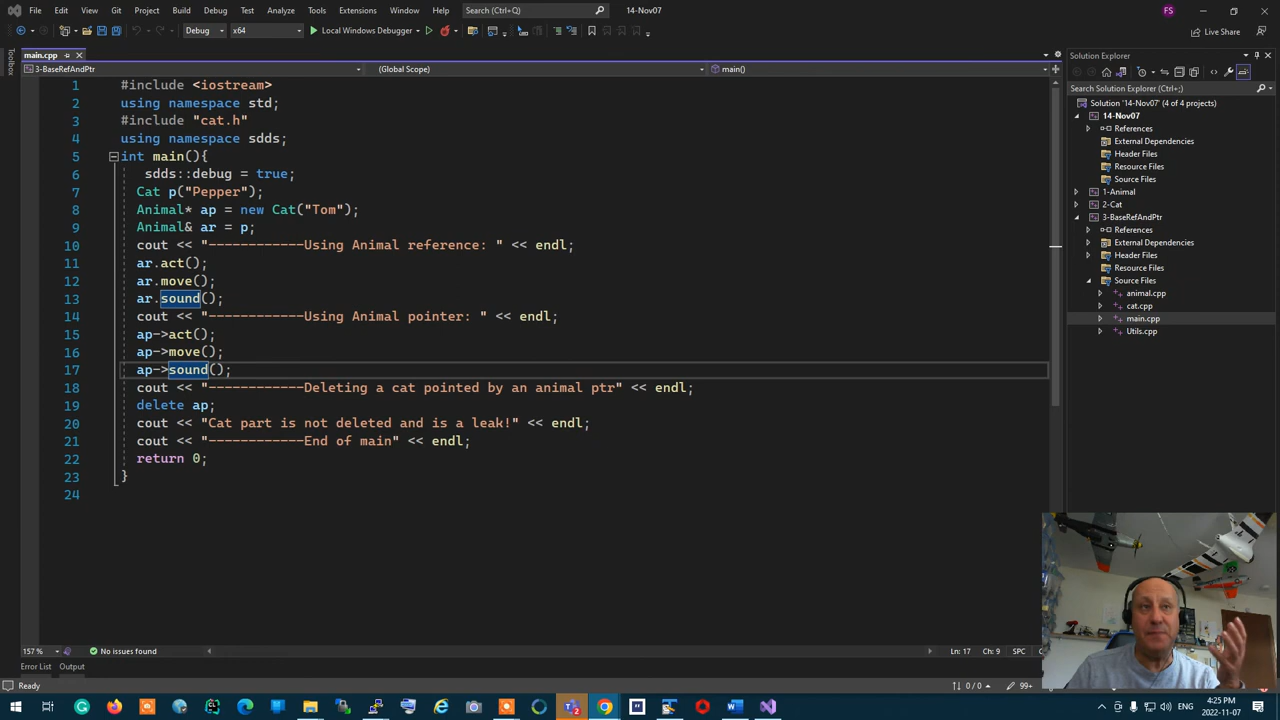 File Edit View Git Project Build Debug Test Analyze Tools Extensions Window Help Search (Ctrl+Q) 14-Nov07 FS
Debug x64 Local Windows Debugger Live Share
Toolbox
main.cpp
3-BaseRefAndPtr (Global Scope) main()
1 #include <iostream>
2 using namespace std;
3 #include "cat.h"
4 using namespace sdds;
5 int main(){
6 sdds::debug = true;
7 Cat p("Pepper");
8 Animal* ap = new Cat("Tom");
9 Animal& ar = p;
10 cout << "------------Using Animal reference: " << endl;
11 ar.act();
12 ar.move();
13 ar.sound();
14 cout << "------------Using Animal pointer: " << endl;
15 ap->act();
16 ap->move();
17 ap->sound();
18 cout << "------------Deleting a cat pointed by an animal ptr" << endl;
19 delete ap;
20 cout << "Cat part is not deleted and is a leak!" << endl;
21 cout << "------------End of main" << endl;
22 return 0;
23 }
24
157 % No issues found Ln: 17 Ch: 9 SPC
Error List Output
Ready 0 / 0 99+
Solution Explorer
Search Solution Explorer (Ctrl+;)
Solution '14-Nov07' (4 of 4 projects)
14-Nov07
References
External Dependencies
Header Files
Resource Files
Source Files
1-Animal
2-Cat
3-BaseRefAndPtr
References
External Dependencies
Header Files
Resource Files
Source Files
animal.cpp
cat.cpp
main.cpp
Utils.cpp
ENG 4:25 PM
2022-11-07